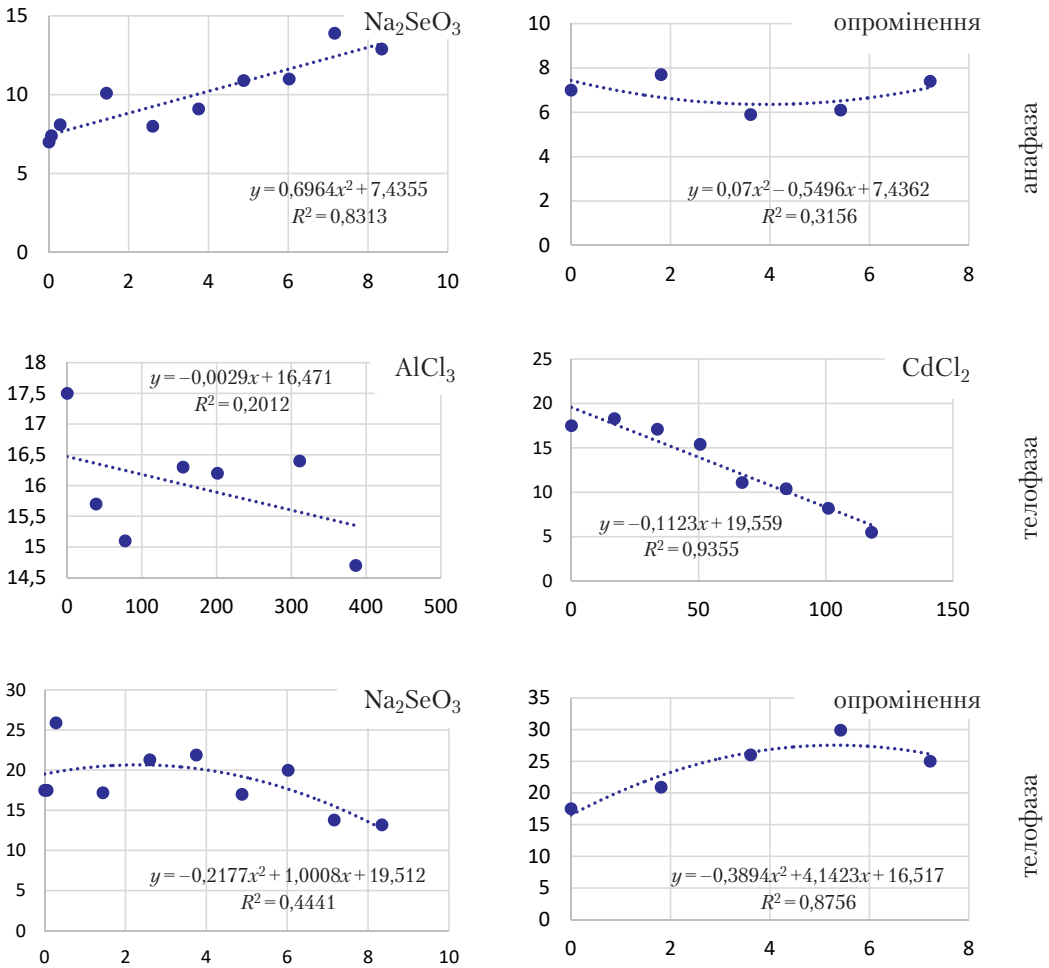 Na₂SeO₃
15
10
5
0
y = 0,6964x² + 7,4355
R² = 0,8313
0 2 4 6 8 10
опромінення
10
8
6
4
2
0
y = 0,07x² – 0,5496x + 7,4362
R² = 0,3156
0 2 4 6 8
анафаза
AlCl₃
18
17,5
17
16,5
16
15,5
15
14,5
y = –0,0029x + 16,471
R² = 0,2012
0 100 200 300 400 500
CdCl₂
25
20
15
10
5
0
y = –0,1123x + 19,559
R² = 0,9355
0 50 100 150
телофаза
Na₂SeO₃
30
25
20
15
10
5
0
y = –0,2177x² + 1,0008x + 19,512
R² = 0,4441
0 2 4 6 8 10
опромінення
35
30
25
20
15
10
5
0
y = –0,3894x² + 4,1423x + 16,517
R² = 0,8756
0 2 4 6 8
телофаза